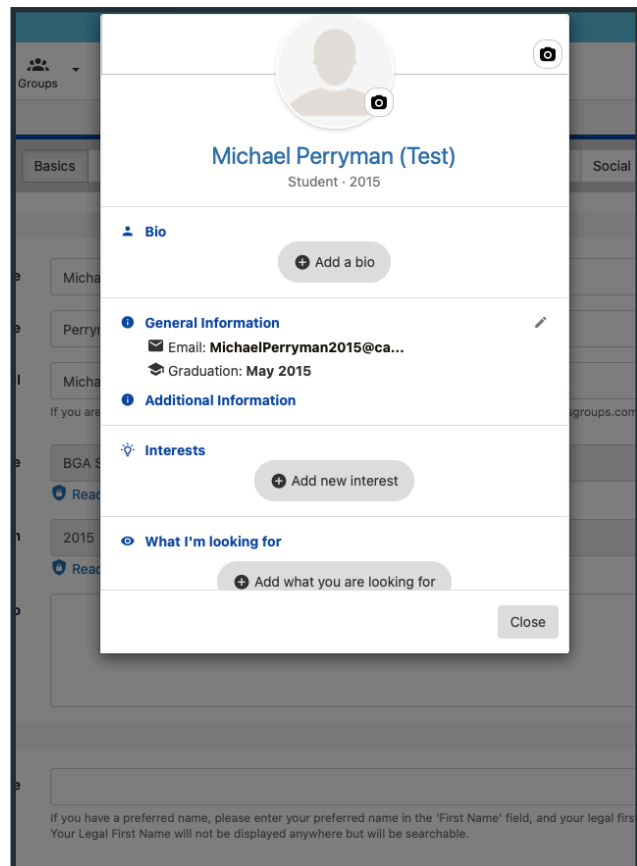 Groups
Basics
Social
Michael Perryman (Test)
Student · 2015
Bio
Add a bio
General Information
Email: MichaelPerryman2015@ca...
Graduation: May 2015
Additional Information
Interests
Add new interest
What I'm looking for
Add what you are looking for
Close
Micha
Perry
Micha
If you are
sgroups.com
BGA S
Read
2015
Read
If you have a preferred name, please enter your preferred name in the 'First Name' field, and your legal firs
Your Legal First Name will not be displayed anywhere but will be searchable.